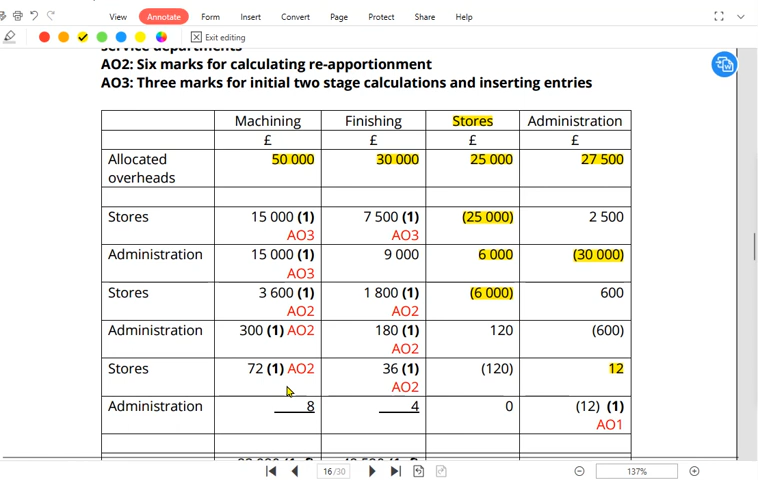 View Annotate Form Insert Convert Page Protect Share Help
Exit editing
service departments
AO2: Six marks for calculating re-apportionment
AO3: Three marks for initial two stage calculations and inserting entries
Machining Finishing Stores Administration
£ £ £ £
Allocated 50 000 30 000 25 000 27 500
overheads
Stores 15 000 (1) 7 500 (1) (25 000) 2 500
AO3 AO3
Administration 15 000 (1) 9 000 6 000 (30 000)
AO3
Stores 3 600 (1) 1 800 (1) (6 000) 600
AO2 AO2
Administration 300 (1) AO2 180 (1) 120 (600)
AO2
Stores 72 (1) AO2 36 (1) (120) 12
AO2
Administration 8 4 0 (12) (1)
AO1
16/30 137%